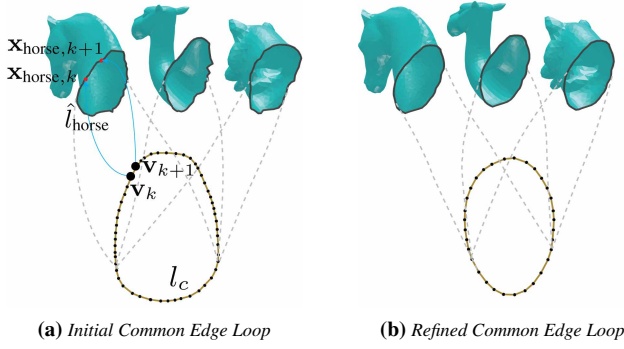 x_horse,k+1
x_horse,k
l̂_horse
v_k+1
v_k
l_c
(a) Initial Common Edge Loop
(b) Refined Common Edge Loop